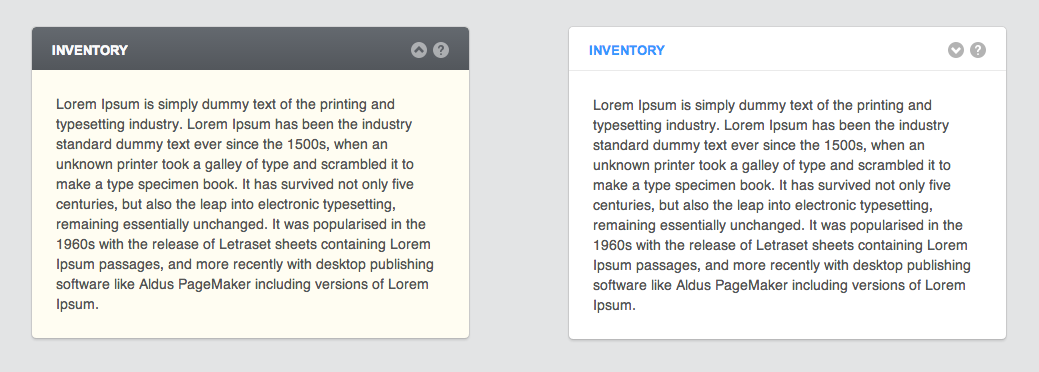 INVENTORY
Lorem Ipsum is simply dummy text of the printing and
typesetting industry. Lorem Ipsum has been the industry
standard dummy text ever since the 1500s, when an
unknown printer took a galley of type and scrambled it to
make a type specimen book. It has survived not only five
centuries, but also the leap into electronic typesetting,
remaining essentially unchanged. It was popularised in the
1960s with the release of Letraset sheets containing Lorem
Ipsum passages, and more recently with desktop publishing
software like Aldus PageMaker including versions of Lorem
Ipsum.
INVENTORY
Lorem Ipsum is simply dummy text of the printing and
typesetting industry. Lorem Ipsum has been the industry
standard dummy text ever since the 1500s, when an
unknown printer took a galley of type and scrambled it to
make a type specimen book. It has survived not only five
centuries, but also the leap into electronic typesetting,
remaining essentially unchanged. It was popularised in the
1960s with the release of Letraset sheets containing Lorem
Ipsum passages, and more recently with desktop publishing
software like Aldus PageMaker including versions of Lorem
Ipsum.